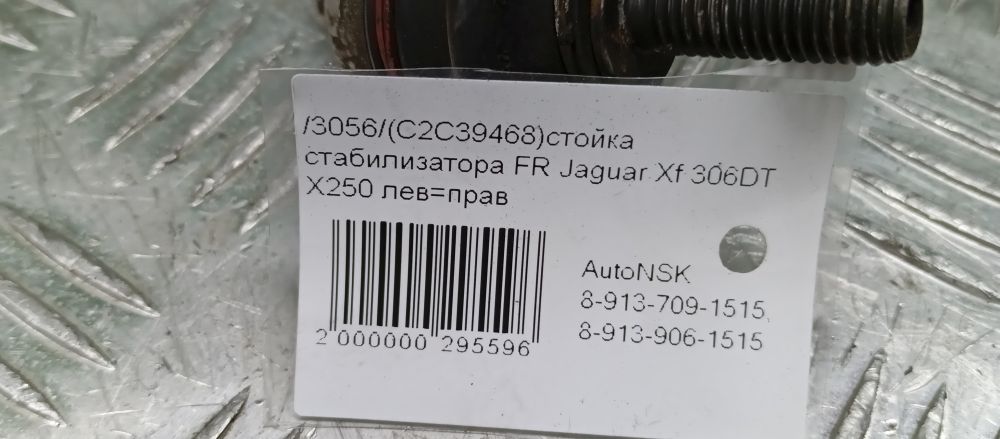 /3056/(C2C39468)стойка
стабилизатора FR Jaguar Xf 306DT
X250 лев=прав
AutoNSK
8-913-709-1515,
8-913-906-1515
2 000000 295596